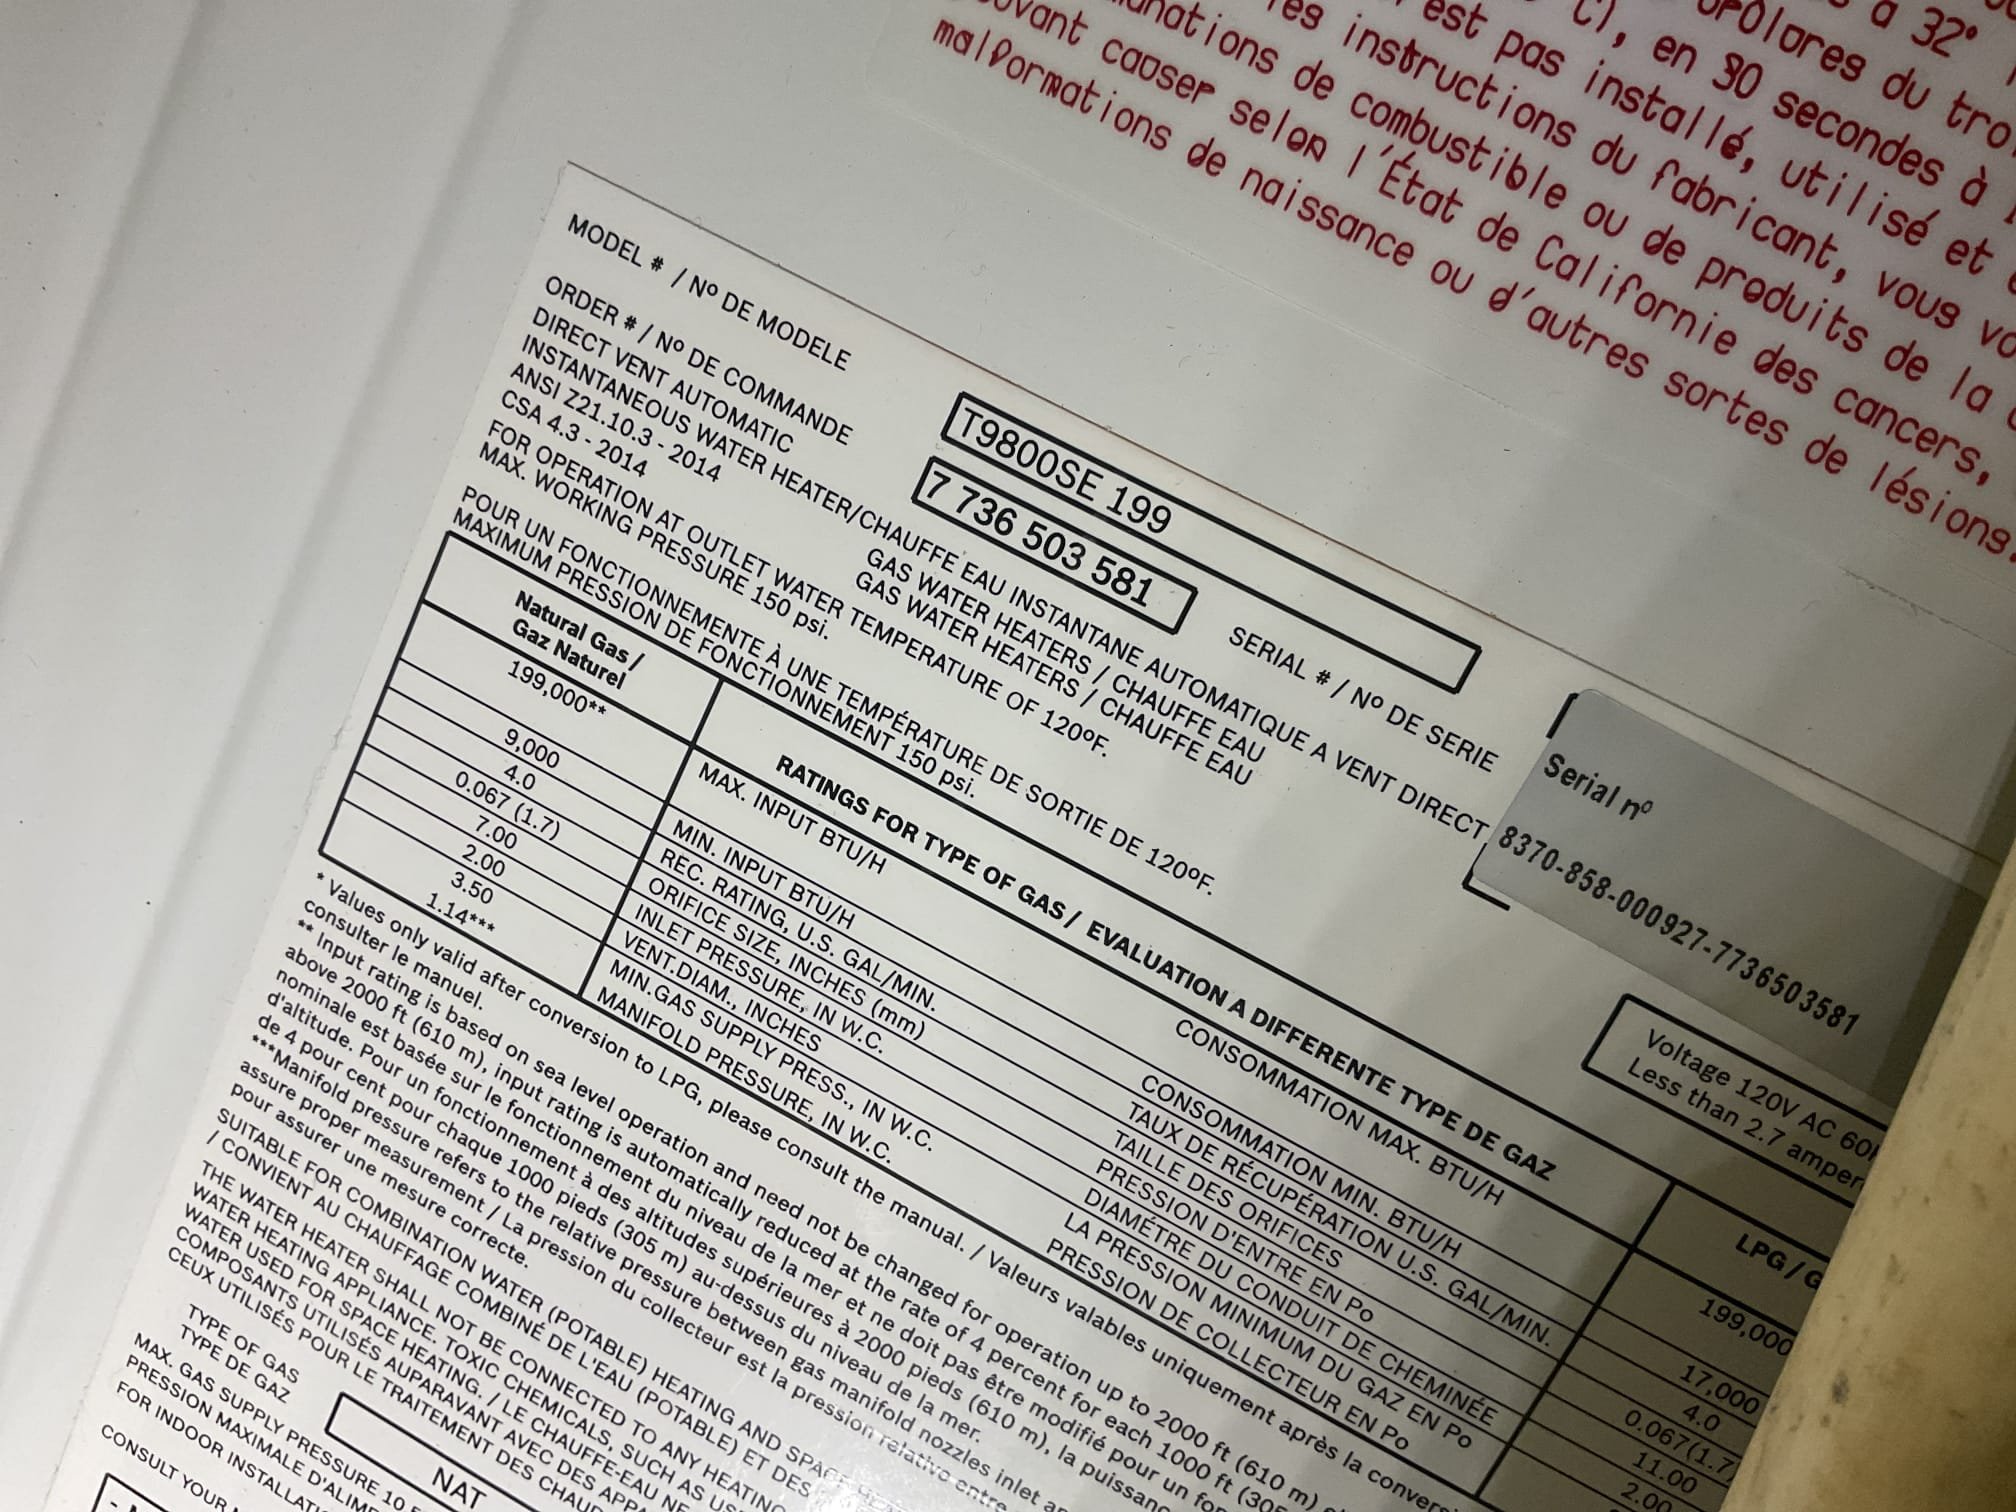 à 32°
du tro
C), en 30 secondes à
est pas installé, utilisé et
instructions du fabricant, vous
de combustible ou de produits de la
causer selon l'État de Californie des cancers,
malformations de naissance ou d'autres sortes de lésions.
MODEL # / Nº DE MODELE T9800SE 199
ORDER # / Nº DE COMMANDE 7 736 503 581 SERIAL # / Nº DE SERIE
Serial nº
8370-858-000927-7736503581
DIRECT VENT AUTOMATIC
INSTANTANEOUS WATER HEATER/CHAUFFE EAU INSTANTANE AUTOMATIQUE A VENT DIRECT
ANSI Z21.10.3 - 2014 GAS WATER HEATERS / CHAUFFE EAU
CSA 4.3 - 2014 GAS WATER HEATERS / CHAUFFE EAU
FOR OPERATION AT OUTLET WATER TEMPERATURE OF 120ºF.
MAX. WORKING PRESSURE 150 psi.
POUR UN FONCTIONNEMENTE À UNE TEMPÉRATURE DE SORTIE DE 120ºF.
MAXIMUM PRESSION DE FONCTIONNEMENT 150 psi.
Voltage 120V AC
Less than 2.7
Natural Gas /
Gaz Naturel
RATINGS FOR TYPE OF GAS / EVALUATION A DIFFERENTE TYPE DE GAZ
LPG /
199,000** MAX. INPUT BTU/H CONSOMMATION MAX. BTU/H 199,000
9,000 MIN. INPUT BTU/H CONSOMMATION MIN. BTU/H 17,000
4.0 REC. RATING, U.S. GAL/MIN. TAUX DE RÉCUPÉRATION U.S. GAL/MIN. 4.0
0.067 (1.7) ORIFICE SIZE, INCHES (mm) TAILLE DES ORIFICES 0.067(1.7
7.00 INLET PRESSURE, IN W.C. PRESSION D'ENTRE EN Po 11.00
2.00 VENT.DIAM., INCHES DIAMÉTRE DU CONDUIT DE CHEMINÉE 2.00
3.50 MIN.GAS SUPPLY PRESS., IN W.C. LA PRESSION MINIMUM DU GAZ EN Po
1.14*** MANIFOLD PRESSURE, IN W.C. PRESSION DE COLLECTEUR EN Po
* Values only valid after conversion to LPG, please consult the manual. / Valeurs valables uniquement après la convers
consulter le manuel.
** Input rating is based on sea level operation and need not be changed for operation up to 2000 ft (610 m)
above 2000 ft (610 m), input rating is automatically reduced at the rate of 4 percent for each 1000 ft (305
nominale est basée sur le fonctionnement du niveau de la mer et ne doit pas être modifié pour un
d'altitude. Pour un fonctionnement à des altitudes supérieures à 2000 pieds (610 m), la puissanc
de 4 pour cent pour chaque 1000 pieds (305 m) au-dessus du niveau de la mer.
***Manifold pressure refers to the relative pressure between gas manifold nozzles inlet
assure proper measurement / La pression du collecteur est la pression relative entre
pour assurer une mesure correcte.
SUITABLE FOR COMBINATION WATER (POTABLE) HEATING AND SPACE
/ CONVIENT AU CHAUFFAGE COMBINÉ DE L'EAU (POTABLE) ET DES
THE WATER HEATER SHALL NOT BE CONNECTED TO ANY HEATING
WATER HEATING APPLIANCE. TOXIC CHEMICALS, SUCH AS
WATER USED FOR SPACE HEATING. / LE CHAUFFE-EAU NE
COMPOSANTS UTILISÉS AUPARAVANT AVEC DES
CEUX UTILISÉS POUR LE TRAITEMENT DES
TYPE OF GAS
TYPE DE GAZ
NAT
MAX. GAS SUPPLY PRESSURE 10
PRESSION MAXIMALE
FOR INDOOR
CONSULT YOUR